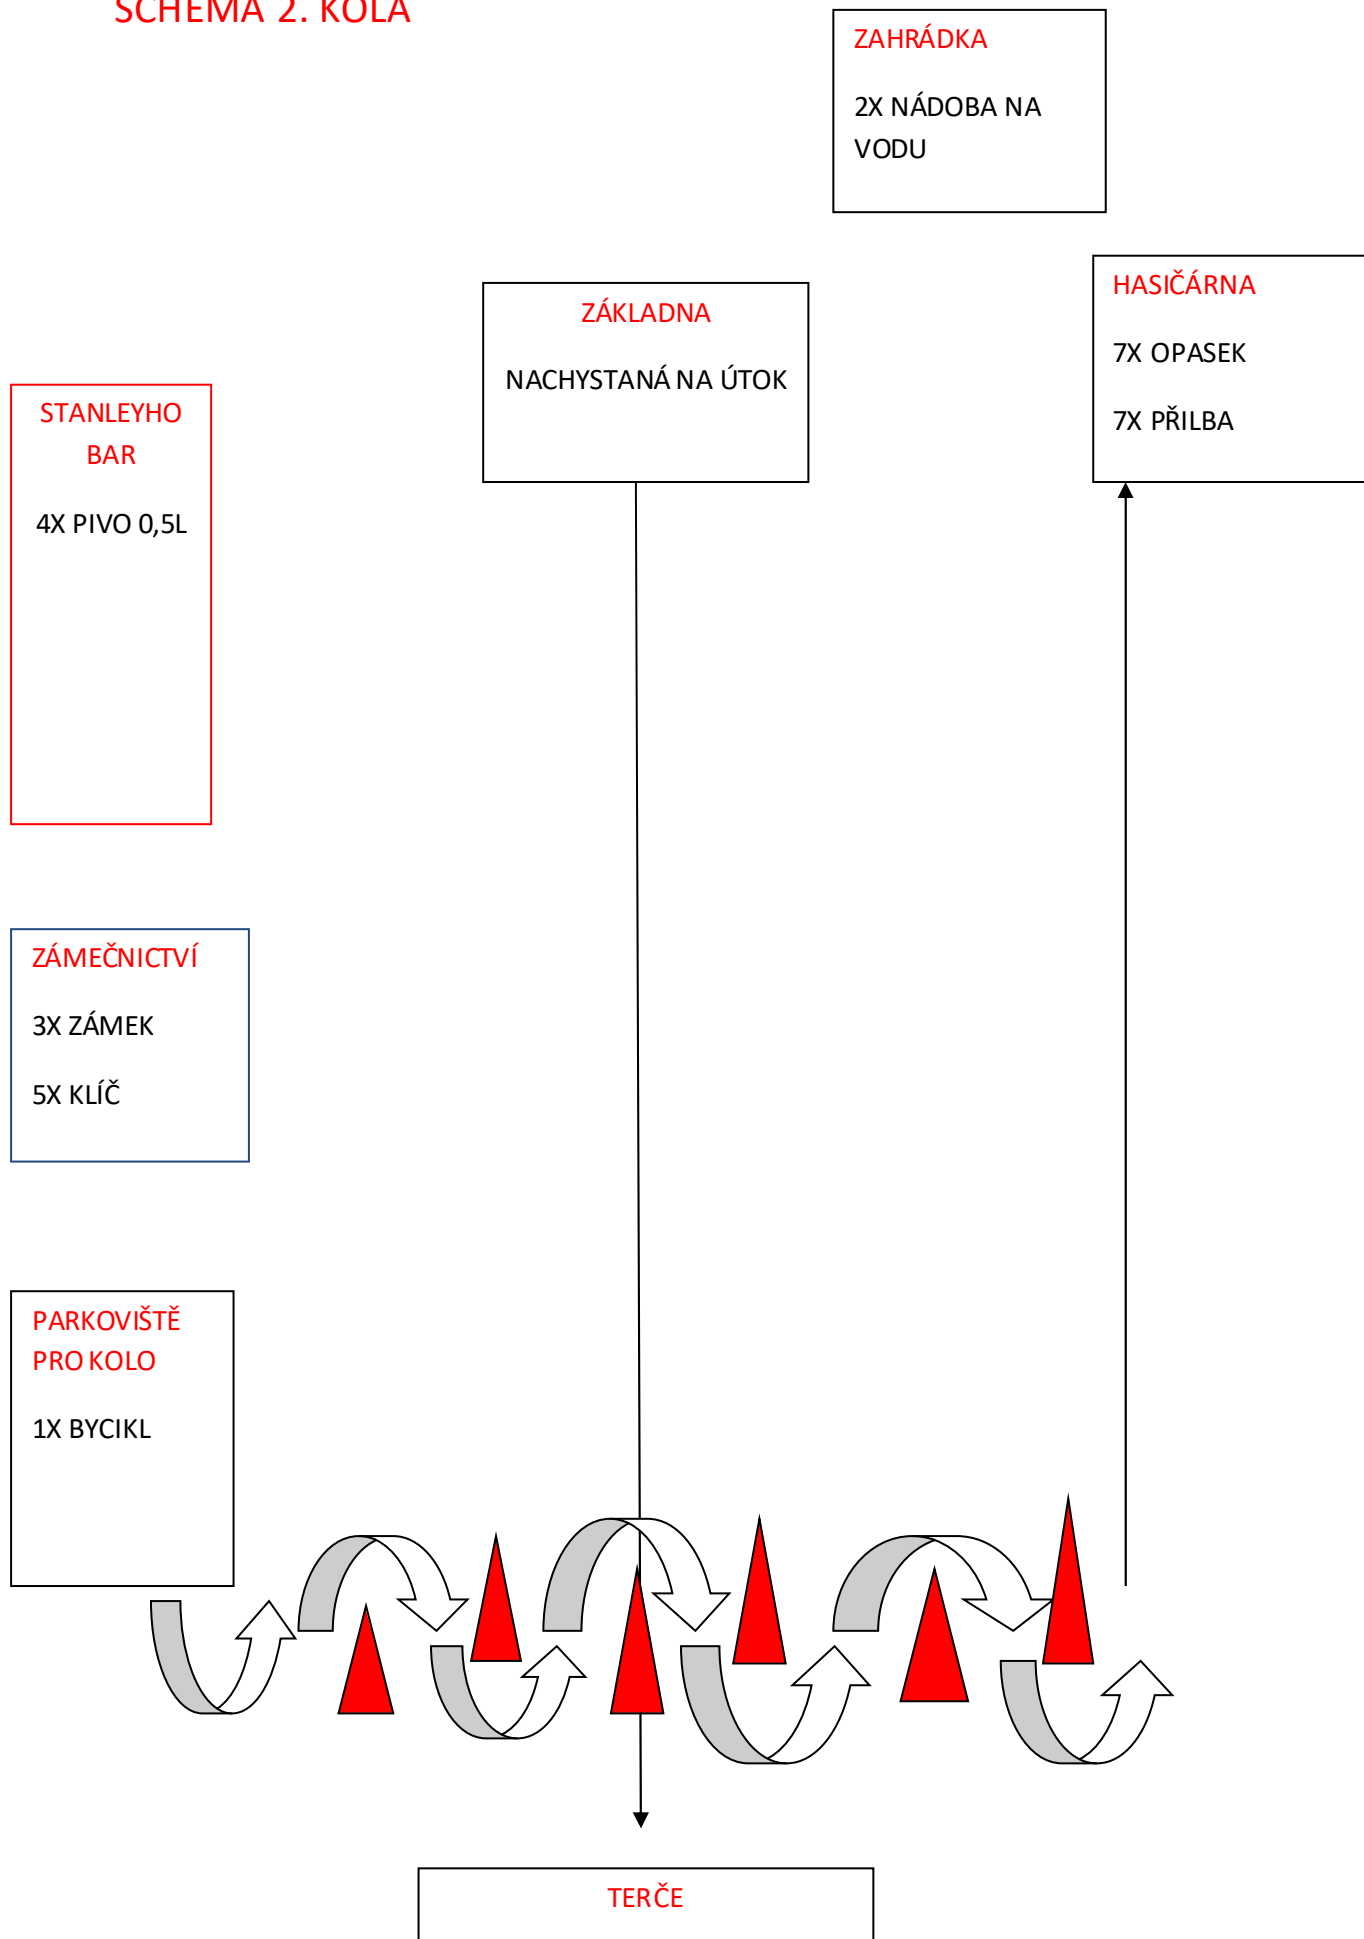 SCHÉMA 2. KOLA
ZAHRÁDKA
2X NÁDOBA NA
VODU
HASIČÁRNA
7X OPASEK
7X PŘILBA
ZÁKLADNA
NACHYSTANÁ NA ÚTOK
STANLEYHO
BAR
4X PIVO 0,5L
ZÁMEČNICTVÍ
3X ZÁMEK
5X KLÍČ
PARKOVIŠTĚ
PRO KOLO
1X BYCIKL
TERČE